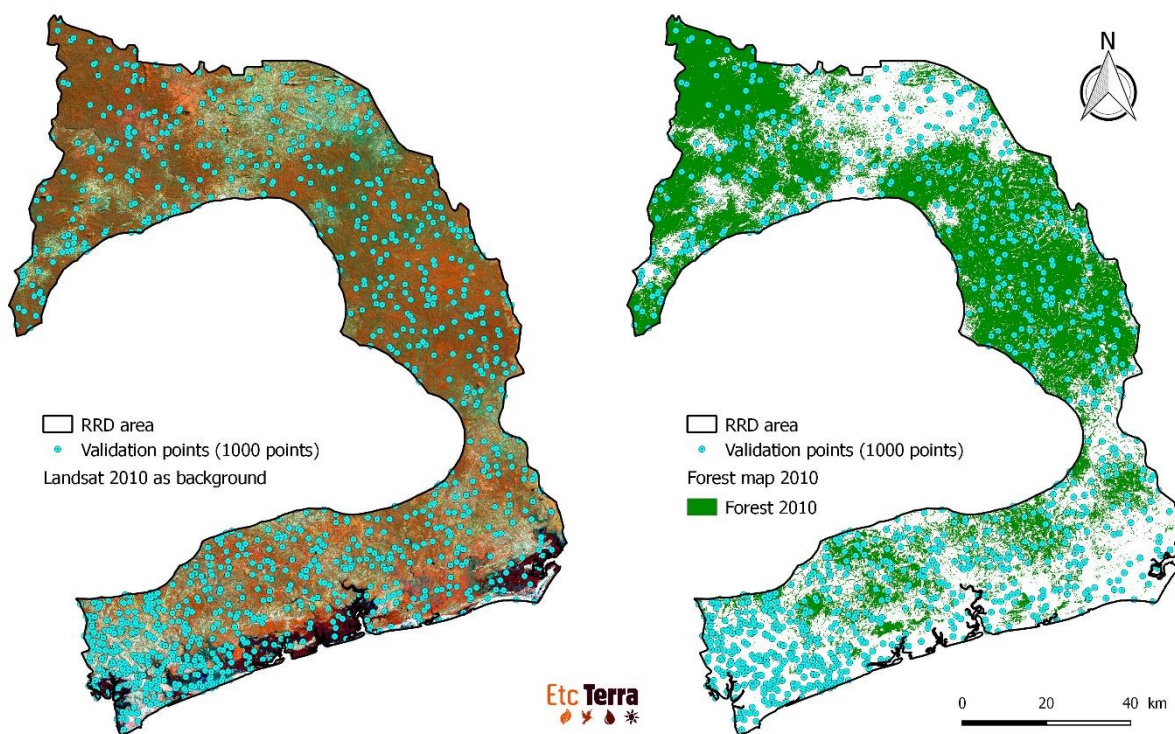 N
RRD area
Validation points (1000 points)
Landsat 2010 as background
RRD area
Validation points (1000 points)
Forest map 2010
Forest 2010
Etc Terra
0 20 40 km